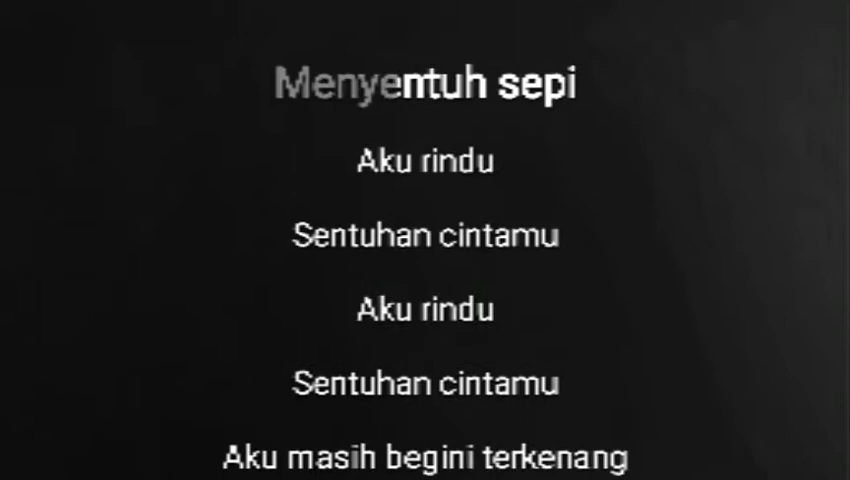 Menyentuh sepi
Aku rindu
Sentuhan cintamu
Aku rindu
Sentuhan cintamu
Aku masih begini terkenang